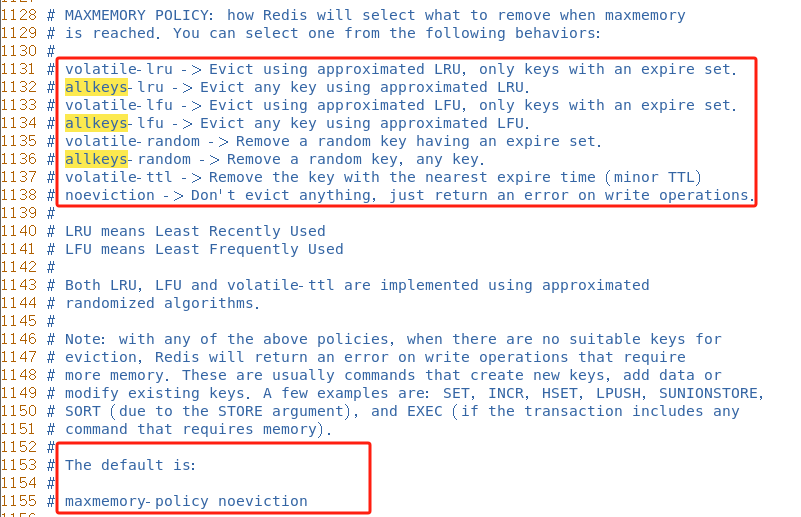 1128 # MAXMEMORY POLICY: how Redis will select what to remove when maxmemory
1129 # is reached. You can select one from the following behaviors:
1130 #
1131 # volatile-lru -> Evict using approximated LRU, only keys with an expire set.
1132 # allkeys-lru -> Evict any key using approximated LRU.
1133 # volatile-lfu -> Evict using approximated LFU, only keys with an expire set.
1134 # allkeys-lfu -> Evict any key using approximated LFU.
1135 # volatile-random -> Remove a random key having an expire set.
1136 # allkeys-random -> Remove a random key, any key.
1137 # volatile-ttl -> Remove the key with the nearest expire time (minor TTL)
1138 # noeviction -> Don't evict anything, just return an error on write operations.
1139 #
1140 # LRU means Least Recently Used
1141 # LFU means Least Frequently Used
1142 #
1143 # Both LRU, LFU and volatile-ttl are implemented using approximated
1144 # randomized algorithms.
1145 #
1146 # Note: with any of the above policies, when there are no suitable keys for
1147 # eviction, Redis will return an error on write operations that require
1148 # more memory. These are usually commands that create new keys, add data or
1149 # modify existing keys. A few examples are: SET, INCR, HSET, LPUSH, SUNIONSTORE,
1150 # SORT (due to the STORE argument), and EXEC (if the transaction includes any
1151 # command that requires memory).
1152 #
1153 # The default is:
1154 #
1155 # maxmemory-policy noeviction